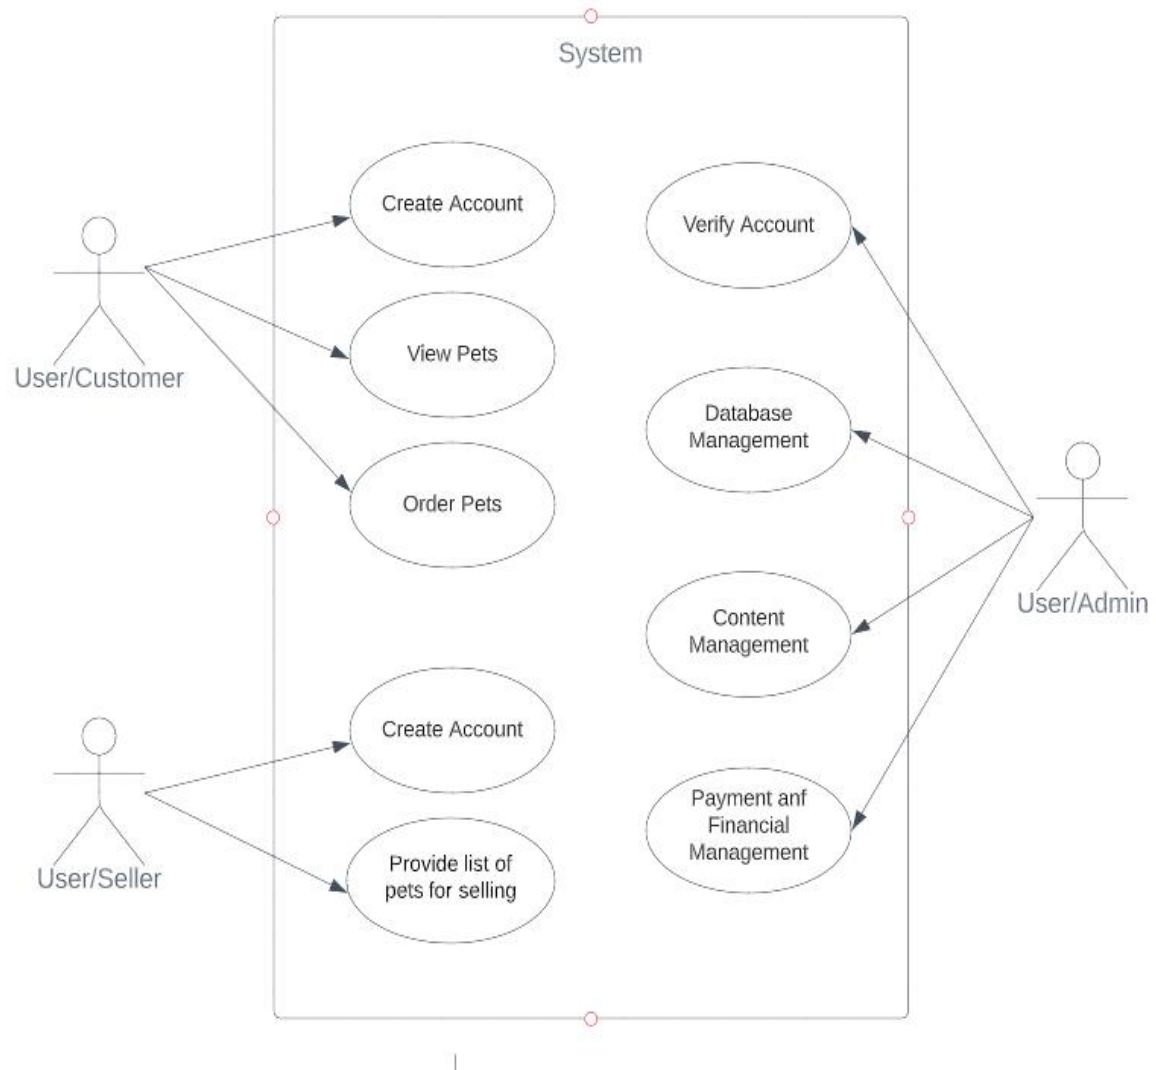 System
Create Account
Verify Account
View Pets
User/Customer
Database
Management
Order Pets
User/Admin
Content
Management
Create Account
Payment anf
Financial
Management
Provide list of
pets for selling
User/Seller